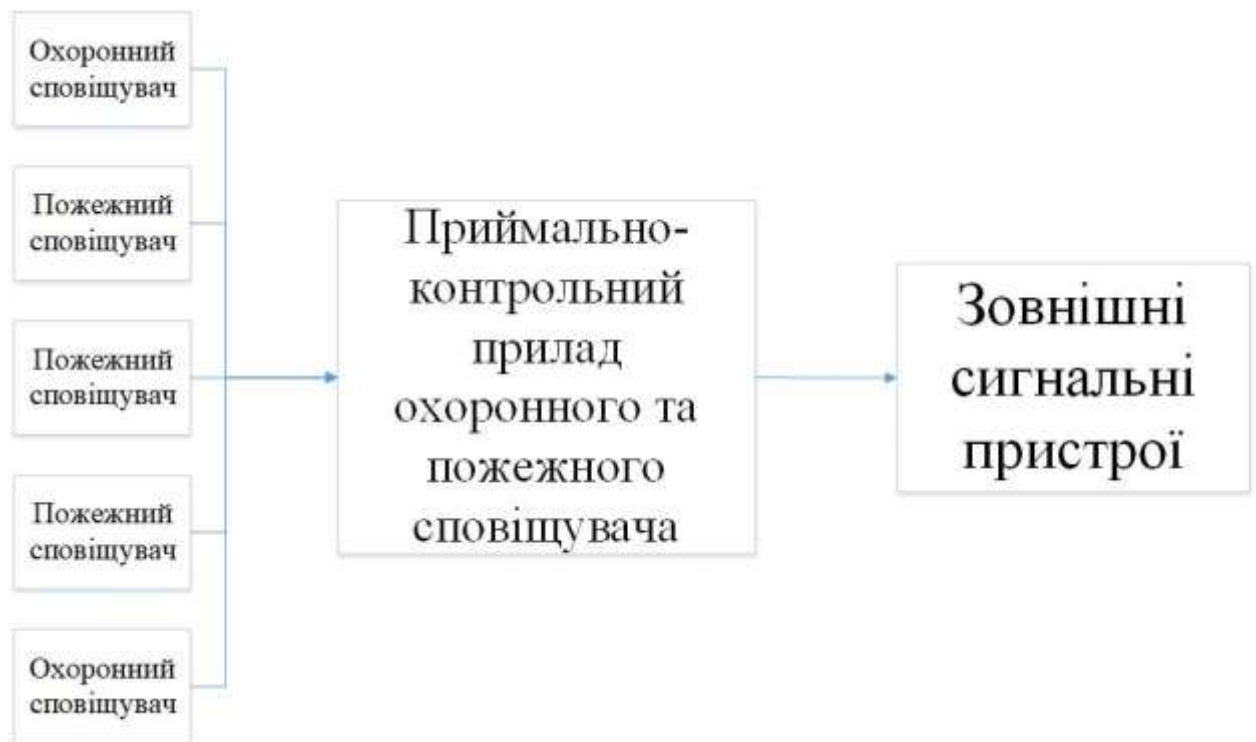 Охоронний
сповіщувач
Пожежний
сповіщувач
Пожежний
сповіщувач
Пожежний
сповіщувач
Охоронний
сповіщувач
Приймально-
контрольний
прилад
охоронного та
пожежного
сповіщувача
Зовнішні
сигнальні
пристрої